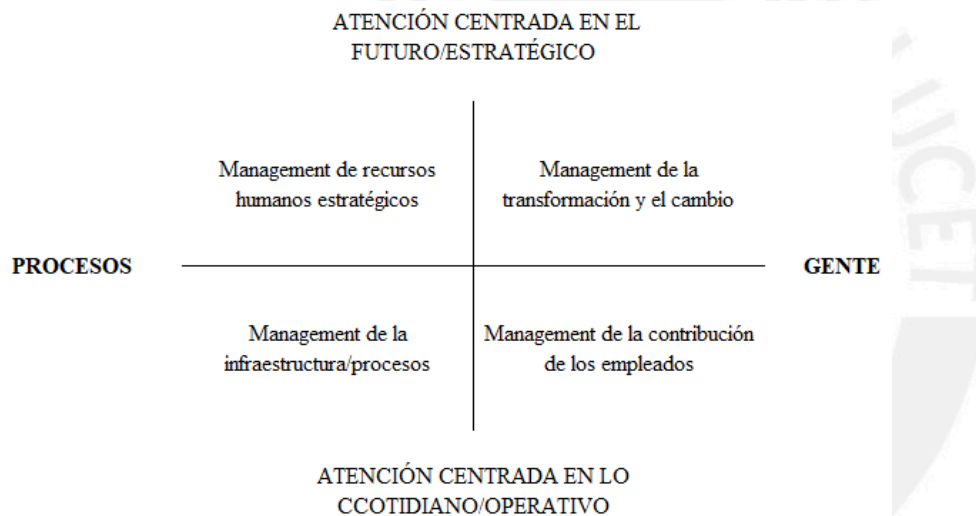 ATENCIÓN CENTRADA EN EL
FUTURO/ESTRATÉGICO
Management de recursos
humanos estratégicos
Management de la
transformación y el cambio
PROCESOS
GENTE
Management de la
infraestructura/procesos
Management de la contribución
de los empleados
ATENCIÓN CENTRADA EN LO
CCOTIDIANO/OPERATIVO